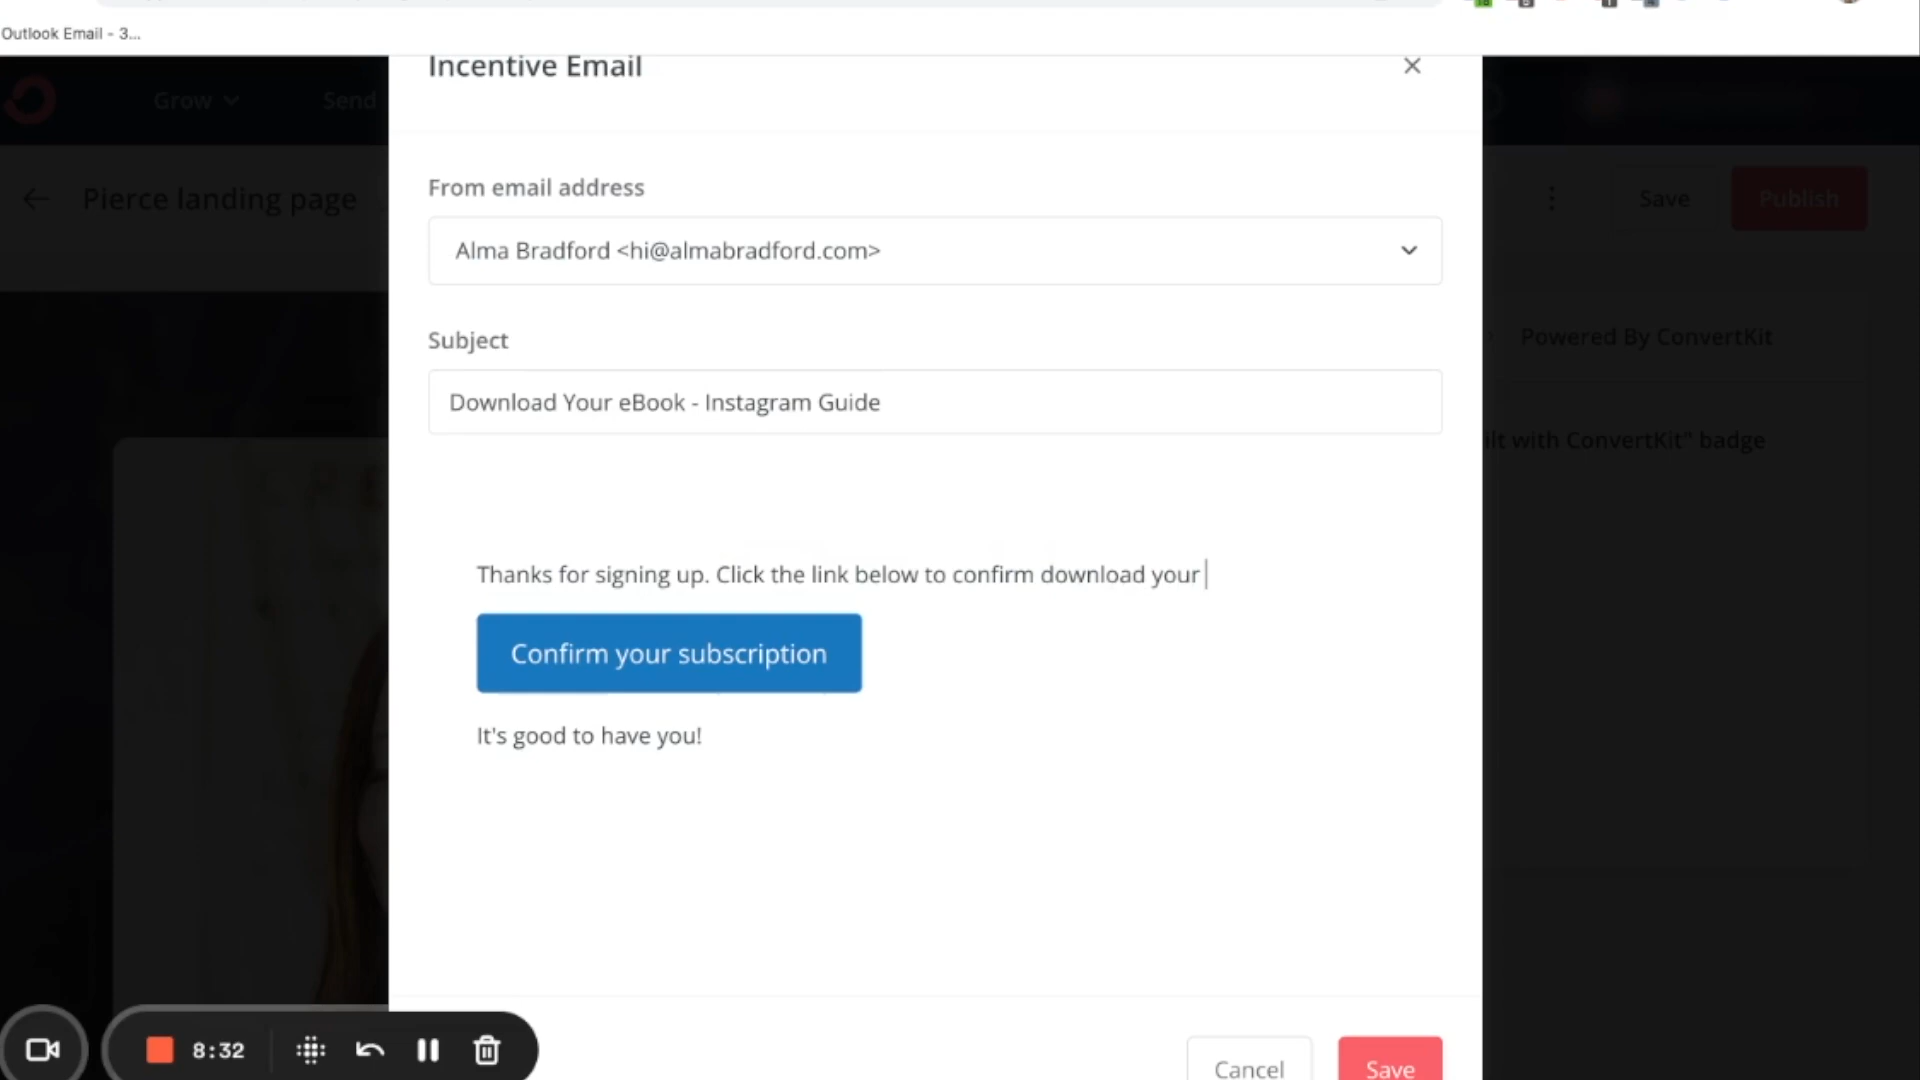 Outlook Email - 3...
Incentive Email
Grow
Send
From email address
Pierce landing page
Save
Publish
Alma Bradford <hi@almabradford.com>
Subject
Powered By ConvertKit
Download Your eBook - Instagram Guide
with ConvertKit" badge
Thanks for signing up. Click the link below to confirm download your
Confirm your subscription
It's good to have you!
8:32
Cancel
Save